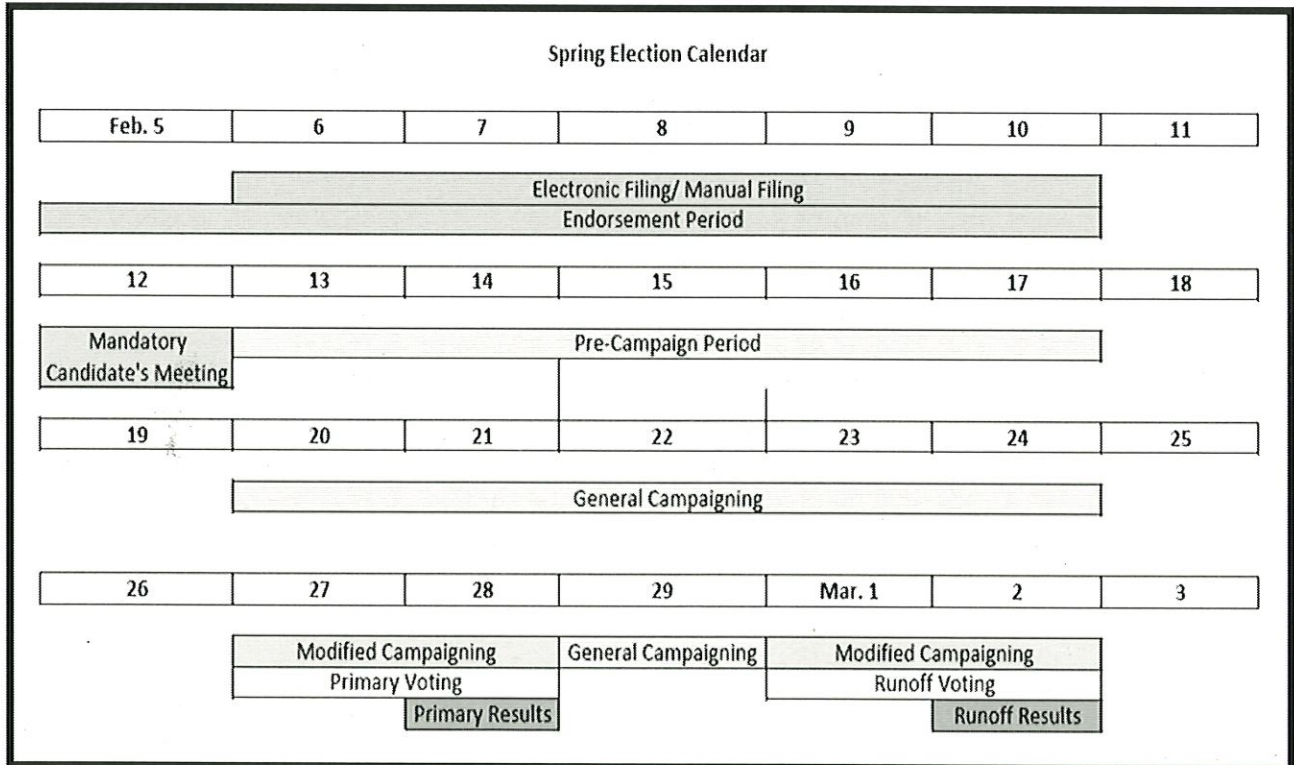 Spring Election Calendar
Feb. 5 6 7 8 9 10 11
Electronic Filing/ Manual Filing
Endorsement Period
12 13 14 15 16 17 18
Mandatory Pre-Campaign Period
Candidate's Meeting
19 20 21 22 23 24 25
General Campaigning
26 27 28 29 Mar. 1 2 3
Modified Campaigning General Campaigning Modified Campaigning
Primary Voting Runoff Voting
Primary Results Runoff Results